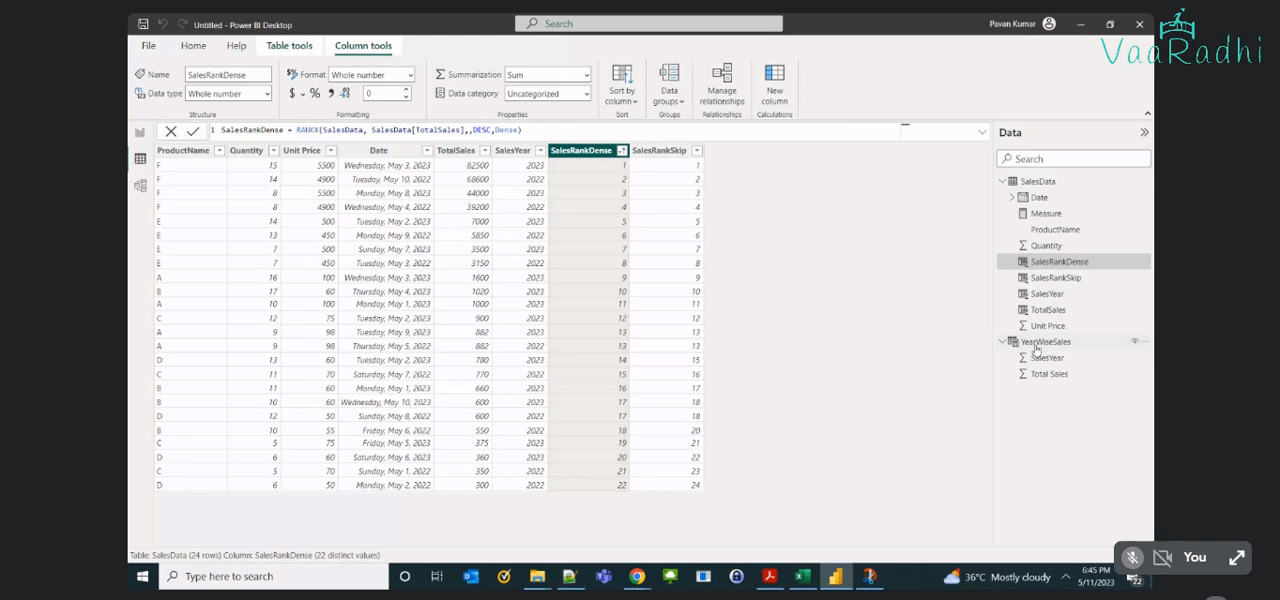 Untitled - Power BI Desktop
Search
Pavan Kumar
VaaRadhi
File Home Help Table tools Column tools
Name SalesRankDense
Format Whole number
Summarization Sum
Data type Whole number
$ % 0
Data category Uncategorized
Sort by column
Data groups
Manage relationships
New column
Structure Formatting Properties Sort Groups Relationships Calculations
1 SalesRankDense = RANKX(SalesData, SalesData[TotalSales],,DESC,Dense)
ProductName Quantity Unit Price Date TotalSales SalesYear SalesRankDense SalesRankSkip
F 15 5500 Wednesday, May 3, 2023 82500 2023 1 1
F 14 4900 Tuesday, May 10, 2022 68600 2022 2 2
F 8 5500 Monday, May 8, 2023 44000 2023 3 3
F 8 4900 Wednesday, May 4, 2022 39200 2022 4 4
E 14 500 Tuesday, May 2, 2023 7000 2023 5 5
E 13 450 Monday, May 9, 2022 5850 2022 6 6
E 7 500 Sunday, May 7, 2023 3500 2023 7 7
E 7 450 Tuesday, May 3, 2022 3150 2022 8 8
A 16 100 Wednesday, May 3, 2023 1600 2023 9 9
B 17 60 Thursday, May 4, 2023 1020 2023 10 10
A 10 100 Monday, May 1, 2023 1000 2023 11 11
C 12 75 Tuesday, May 2, 2023 900 2023 12 12
A 9 98 Tuesday, May 9, 2023 882 2023 13 13
A 9 98 Thursday, May 5, 2022 882 2022 13 13
D 13 60 Tuesday, May 2, 2023 780 2023 14 15
C 11 70 Saturday, May 7, 2022 770 2022 15 16
B 11 60 Monday, May 1, 2023 660 2023 16 17
B 10 60 Wednesday, May 10, 2023 600 2023 17 18
D 12 50 Sunday, May 8, 2022 600 2022 17 18
B 10 55 Friday, May 6, 2022 550 2022 18 20
C 5 75 Friday, May 5, 2023 375 2023 19 21
D 6 60 Saturday, May 6, 2023 360 2023 20 22
C 5 70 Sunday, May 1, 2022 350 2022 21 23
D 6 50 Monday, May 2, 2022 300 2022 22 24
Data
Search
SalesData
Date
Measure
ProductName
Quantity
SalesRankDense
SalesRankSkip
SalesYear
TotalSales
Unit Price
YearWiseSales
SalesYear
Total Sales
Table: SalesData (24 rows) Column: SalesRankDense (22 distinct values)
You
Type here to search
36°C Mostly cloudy
6:45 PM
5/11/2023
22